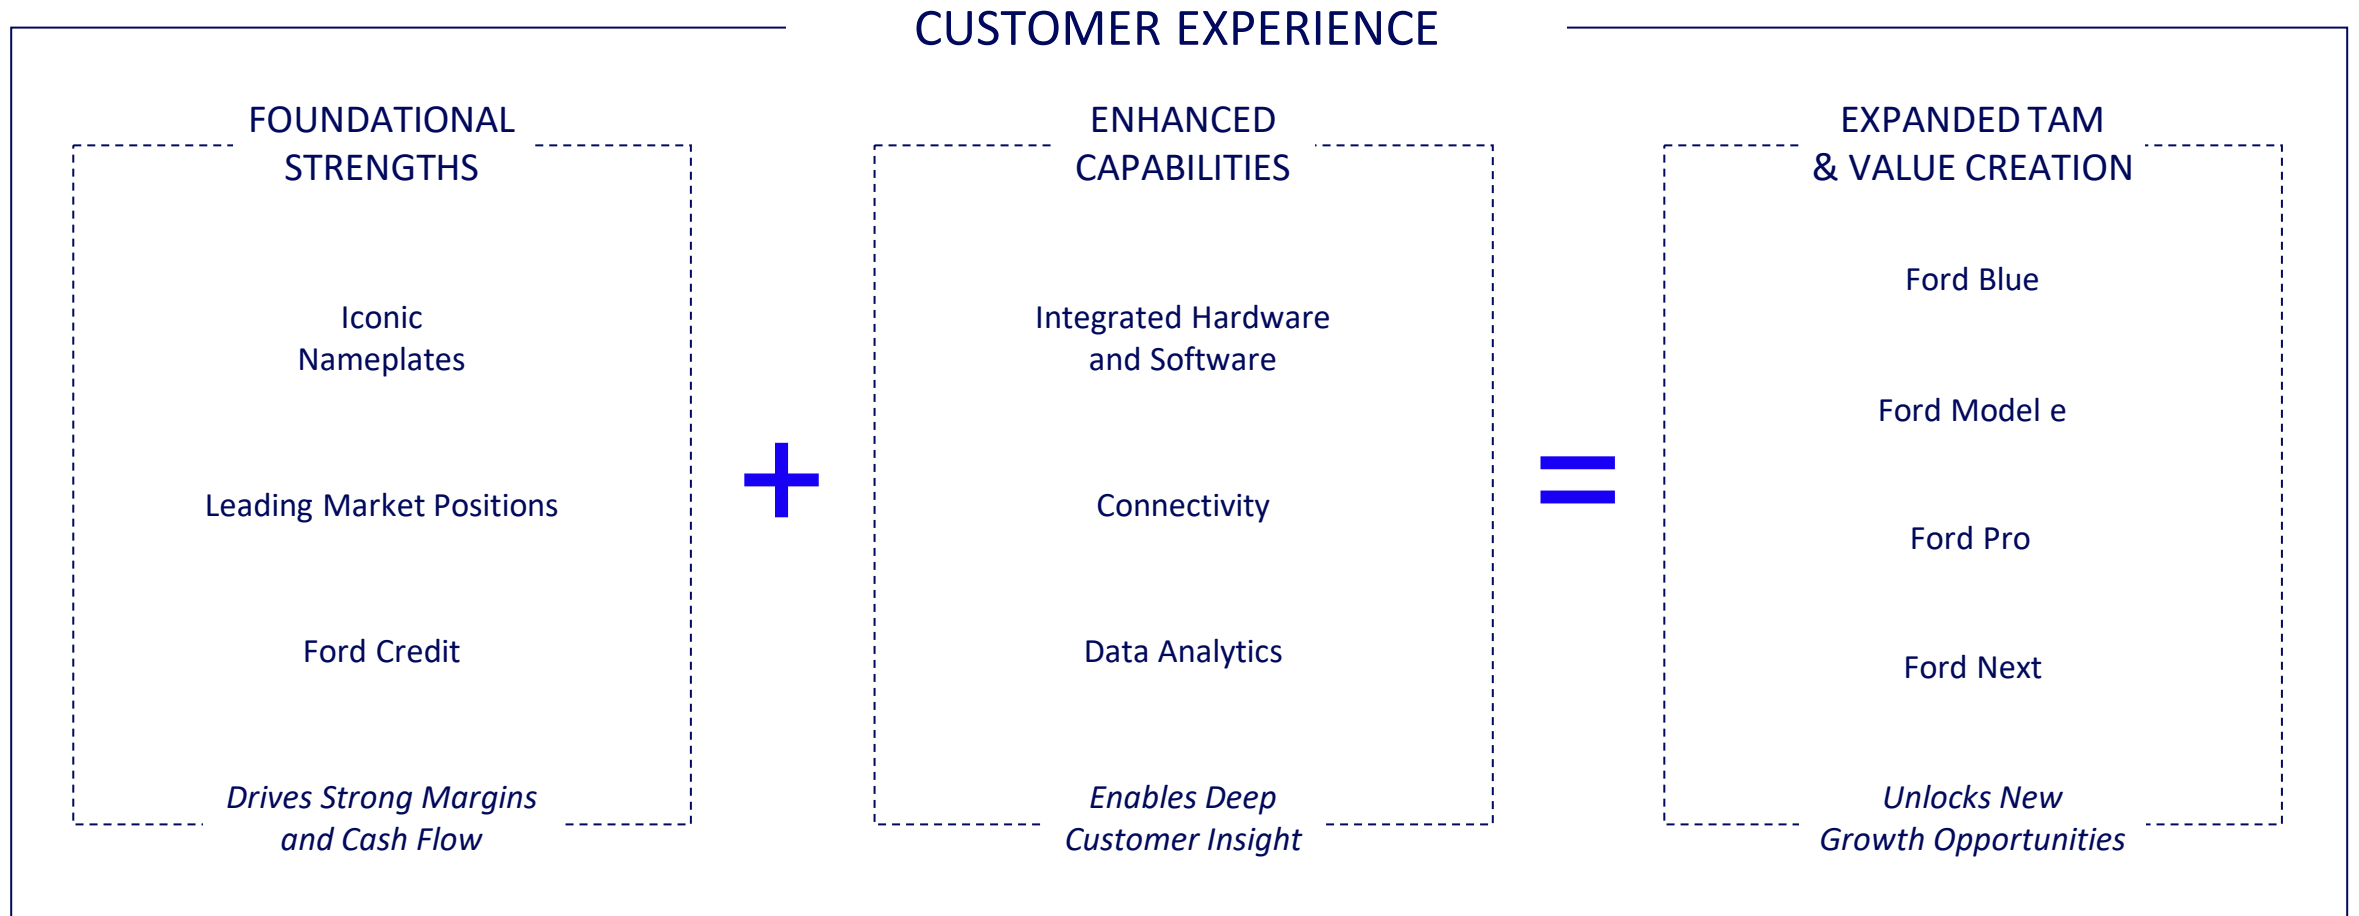 CUSTOMER EXPERIENCE
FOUNDATIONAL
STRENGTHS
Iconic
Nameplates
Leading Market Positions
Ford Credit
Drives Strong Margins
and Cash Flow
+
ENHANCED
CAPABILITIES
Integrated Hardware
and Software
Connectivity
Data Analytics
Enables Deep
Customer Insight
=
EXPANDED TAM
& VALUE CREATION
Ford Blue
Ford Model e
Ford Pro
Ford Next
Unlocks New
Growth Opportunities